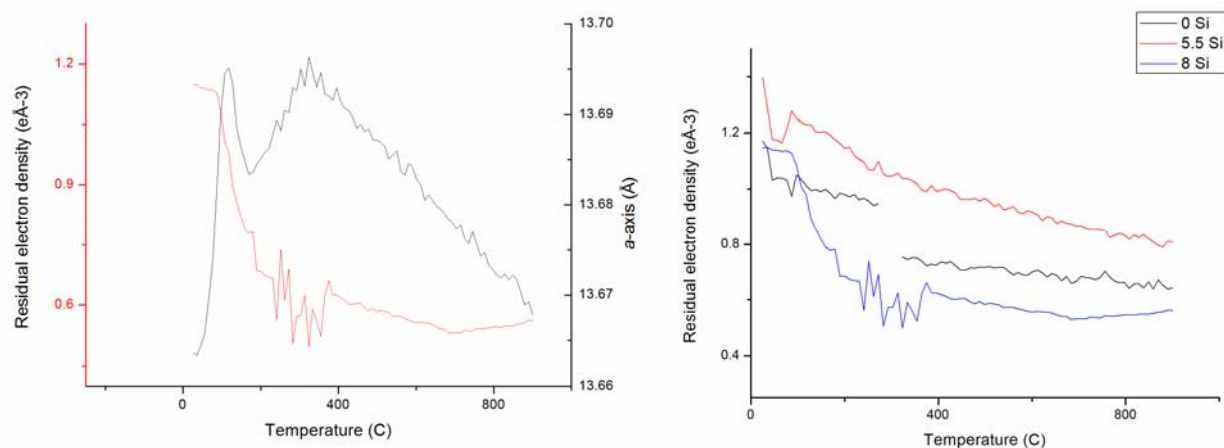 Residual electron density (eÅ-3)
1.2
0.9
0.6
0
400
800
Temperature (C)
13.70
13.69
13.68
13.67
13.66
a-axis (Å)
0 Si
5.5 Si
8 Si
Residual electron density (eÅ-3)
1.2
0.8
0.4
0
400
800
Temperature (C)